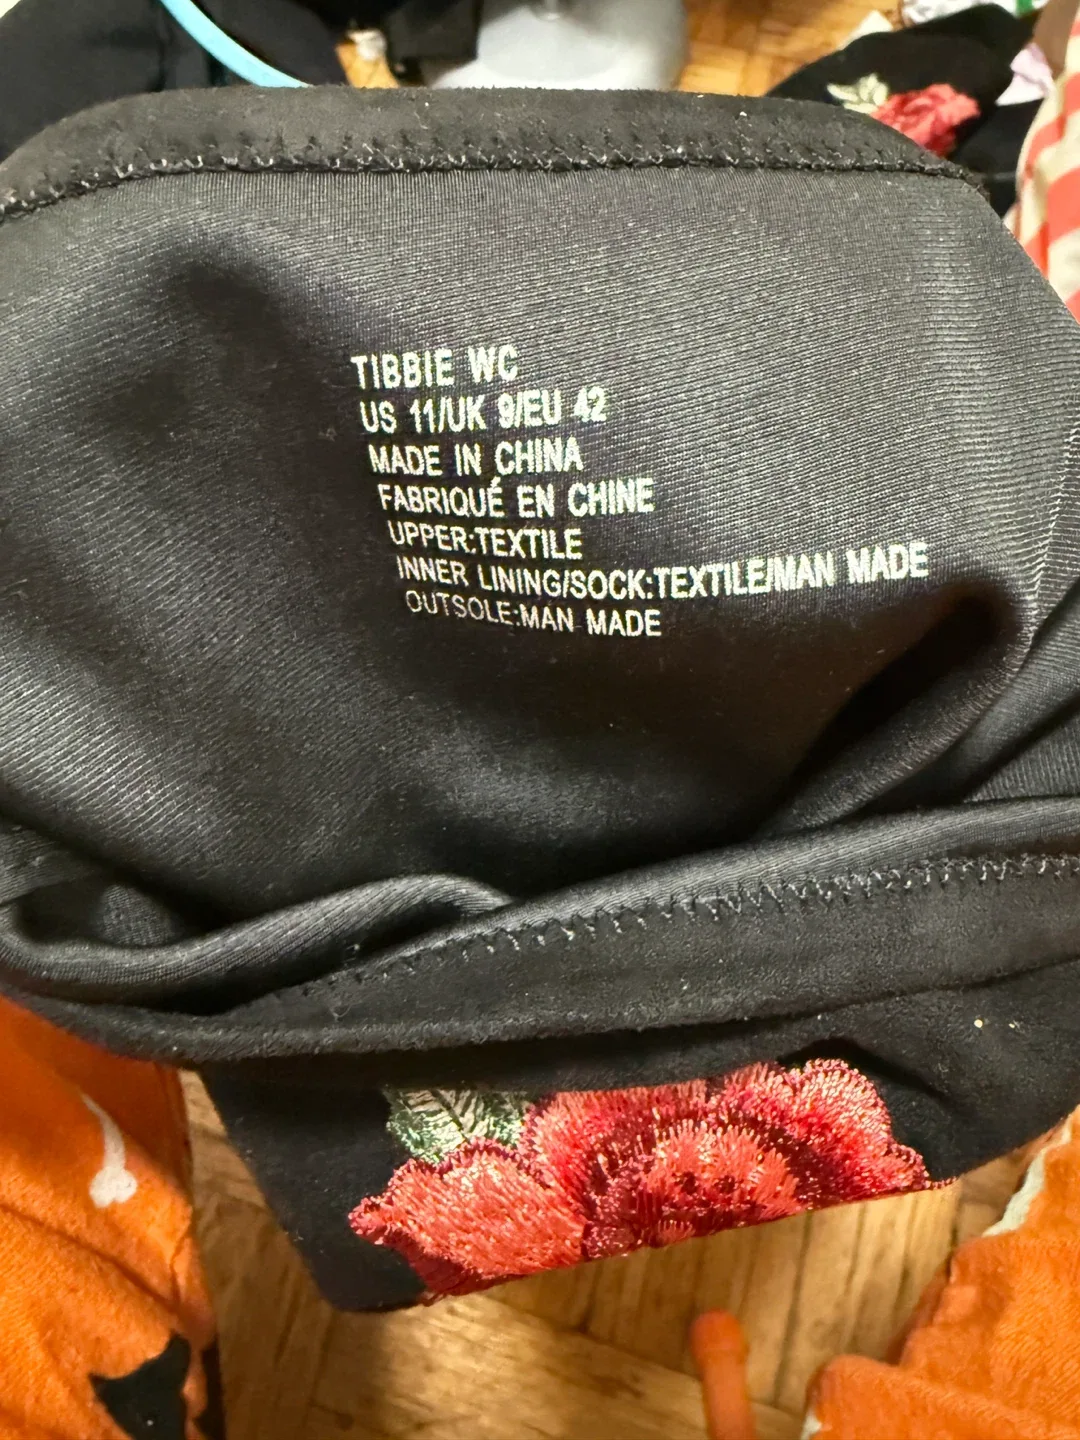 TIBBIE WC
US 11/UK 9/EU 42
MADE IN CHINA
FABRIQUÉ EN CHINE
UPPER:TEXTILE
INNER LINING/SOCK:TEXTILE/MAN MADE
OUTSOLE:MAN MADE